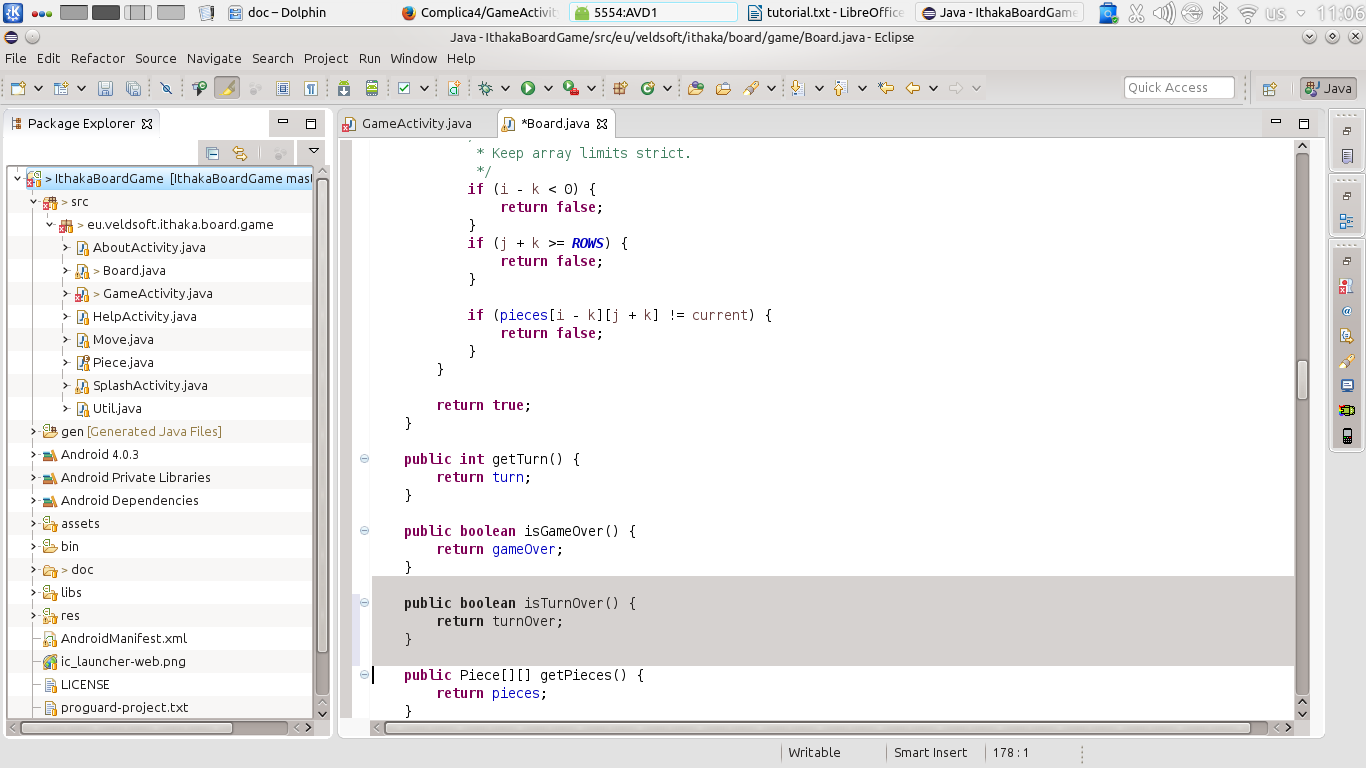 doc – Dolphin
Complica4/GameActivit
5554:AVD1
tutorial.txt - LibreOffice
Java - IthakaBoardGame
us
11:06
Java - IthakaBoardGame/src/eu/veldsoft/ithaka/board/game/Board.java - Eclipse
File Edit Refactor Source Navigate Search Project Run Window Help
Quick Access
Java
Package Explorer
GameActivity.java
*Board.java
> IthakaBoardGame [IthakaBoardGame mast
> src
> eu.veldsoft.ithaka.board.game
AboutActivity.java
> Board.java
> GameActivity.java
HelpActivity.java
Move.java
Piece.java
SplashActivity.java
Util.java
gen [Generated Java Files]
Android 4.0.3
Android Private Libraries
Android Dependencies
assets
bin
> doc
libs
res
AndroidManifest.xml
ic_launcher-web.png
LICENSE
proguard-project.txt
* Keep array limits strict.
*/
if (i - k < 0) {
return false;
}
if (j + k >= ROWS) {
return false;
}
if (pieces[i - k][j + k] != current) {
return false;
}
}
return true;
}
public int getTurn() {
return turn;
}
public boolean isGameOver() {
return gameOver;
}
public boolean isTurnOver() {
return turnOver;
}
public Piece[][] getPieces() {
return pieces;
}
Writable
Smart Insert
178 : 1